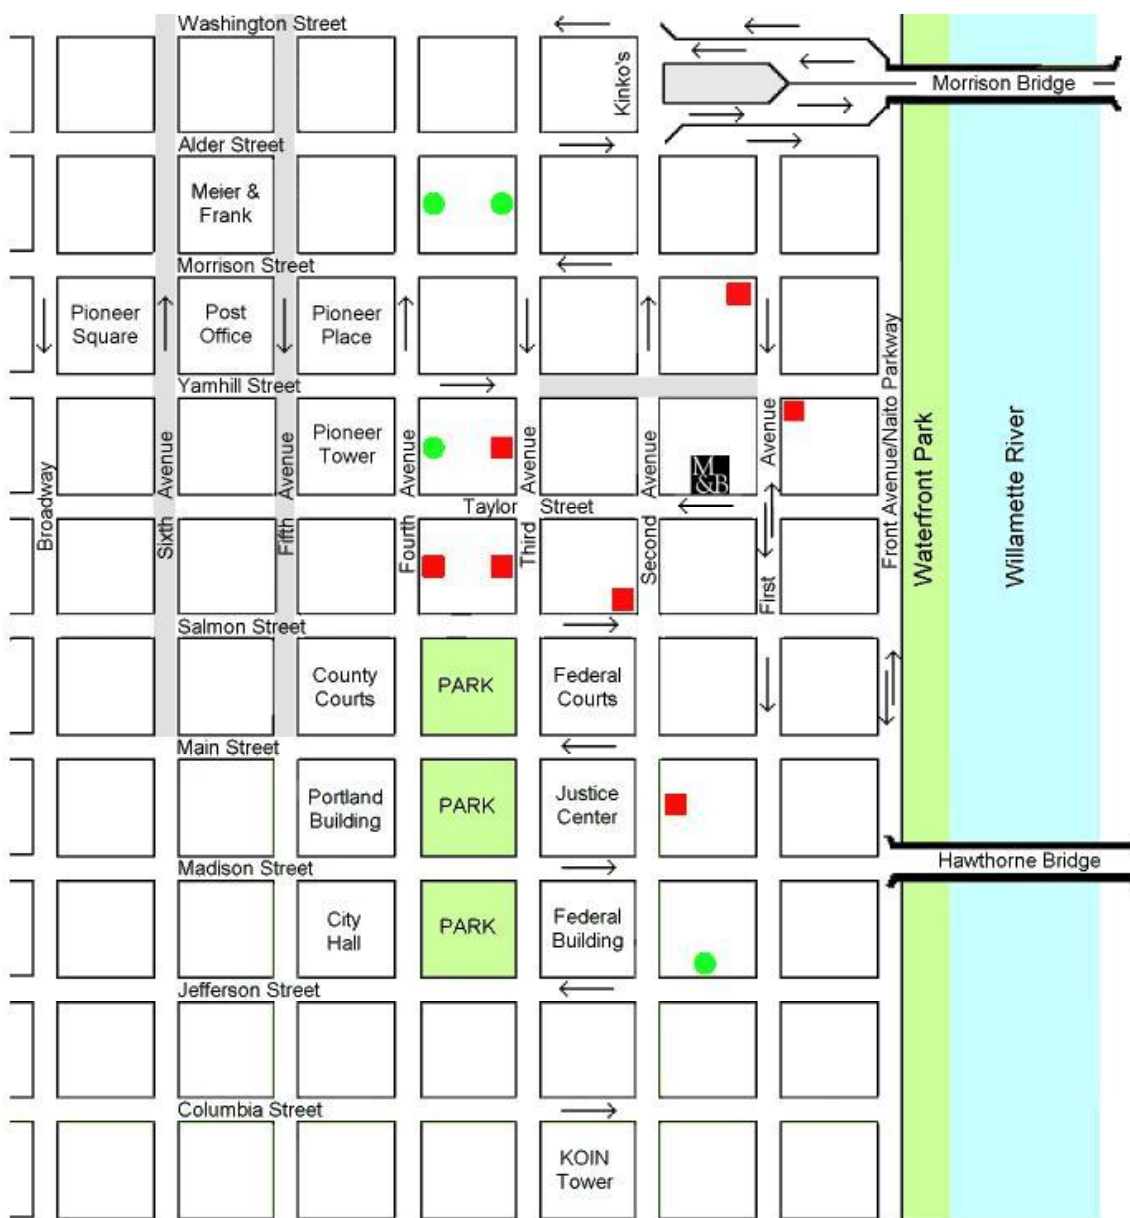 Washington Street
Kinko's
Morrison Bridge
Alder Street
Meier &
Frank
Morrison Street
Pioneer
Square
Post
Office
Pioneer
Place
Yamhill Street
Pioneer
Tower
M
&B
Broadway
Sixth Avenue
Fifth Avenue
Fourth Avenue
Third Avenue
Second Avenue
First Avenue
Front Avenue/Naito Parkway
Waterfront Park
Willamette River
Taylor Street
Salmon Street
County
Courts
PARK
Federal
Courts
Main Street
Portland
Building
PARK
Justice
Center
Hawthorne Bridge
Madison Street
City
Hall
PARK
Federal
Building
Jefferson Street
Columbia Street
KOIN
Tower